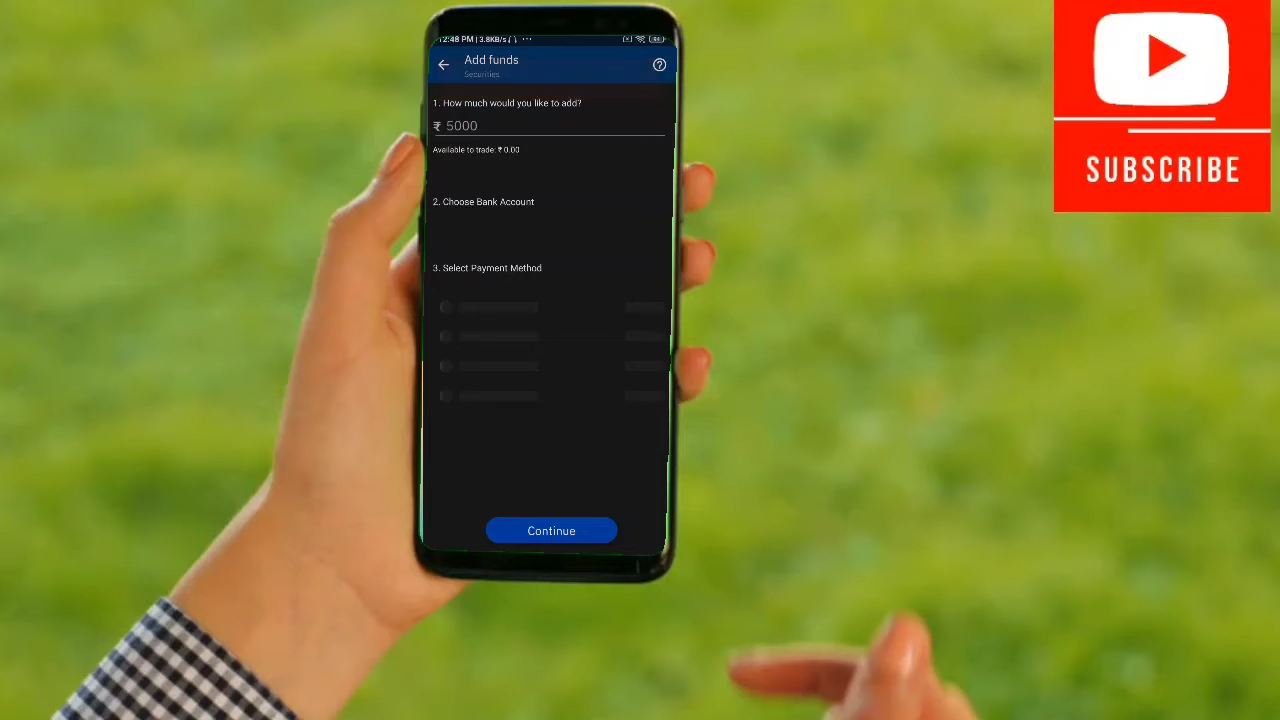 12:48 PM | 3.8KB/s
Add funds
Securities
1. How much would you like to add?
₹ 5000
Available to trade: ₹ 0.00
2. Choose Bank Account
3. Select Payment Method
Continue
SUBSCRIBE